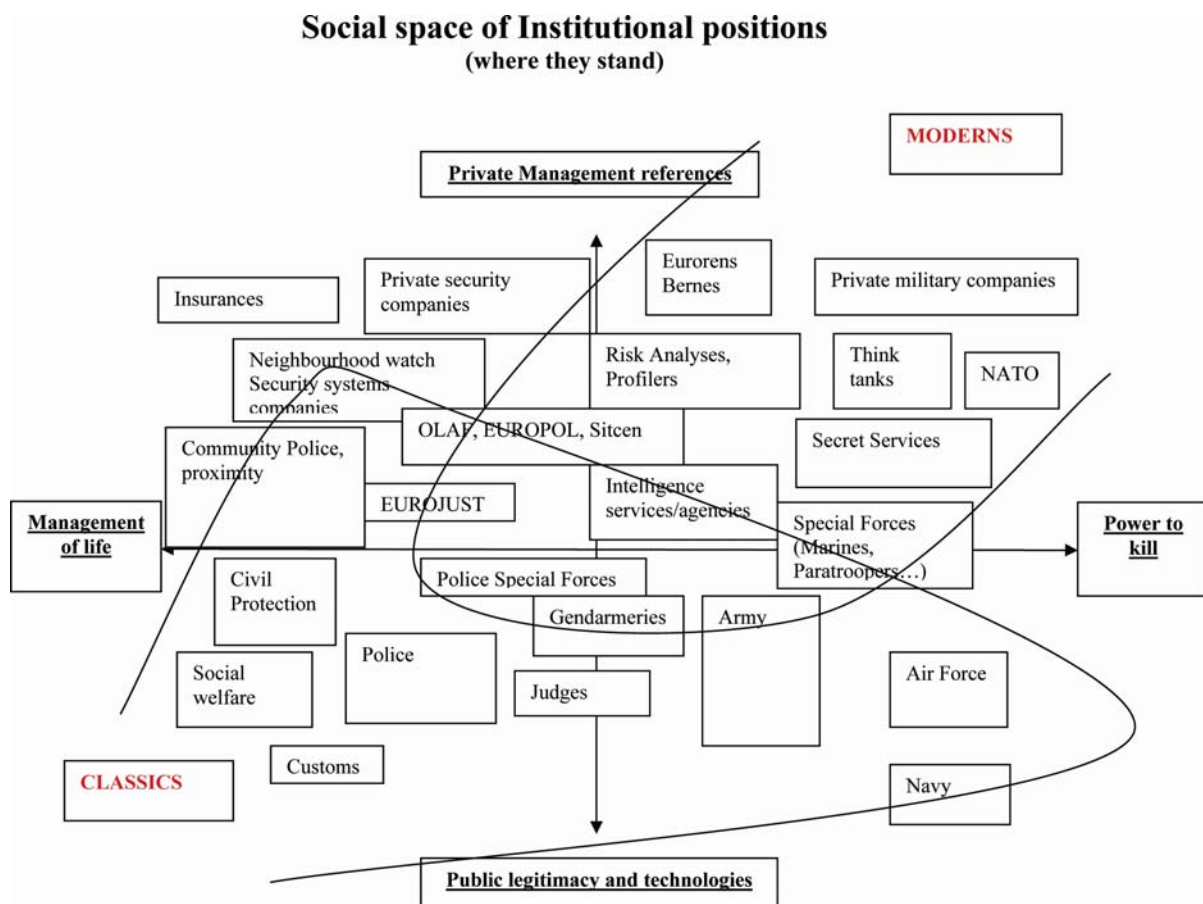 Social space of Institutional positions
(where they stand)
MODERNS
Private Management references
Eurorens
Bernes
Private security
companies
Private military companies
Insurances
Neighbourhood watch
Security systems
companies
Risk Analyses,
Profilers
Think
tanks
NATO
OLAF, EUROPOL, Sitcen
Secret Services
Community Police,
proximity
EUROJUST
Intelligence
services/agencies
Management
of life
Special Forces
(Marines,
Paratroopers…)
Power to
kill
Civil
Protection
Police Special Forces
Gendarmeries
Army
Social
welfare
Police
Judges
Air Force
Customs
CLASSICS
Navy
Public legitimacy and technologies